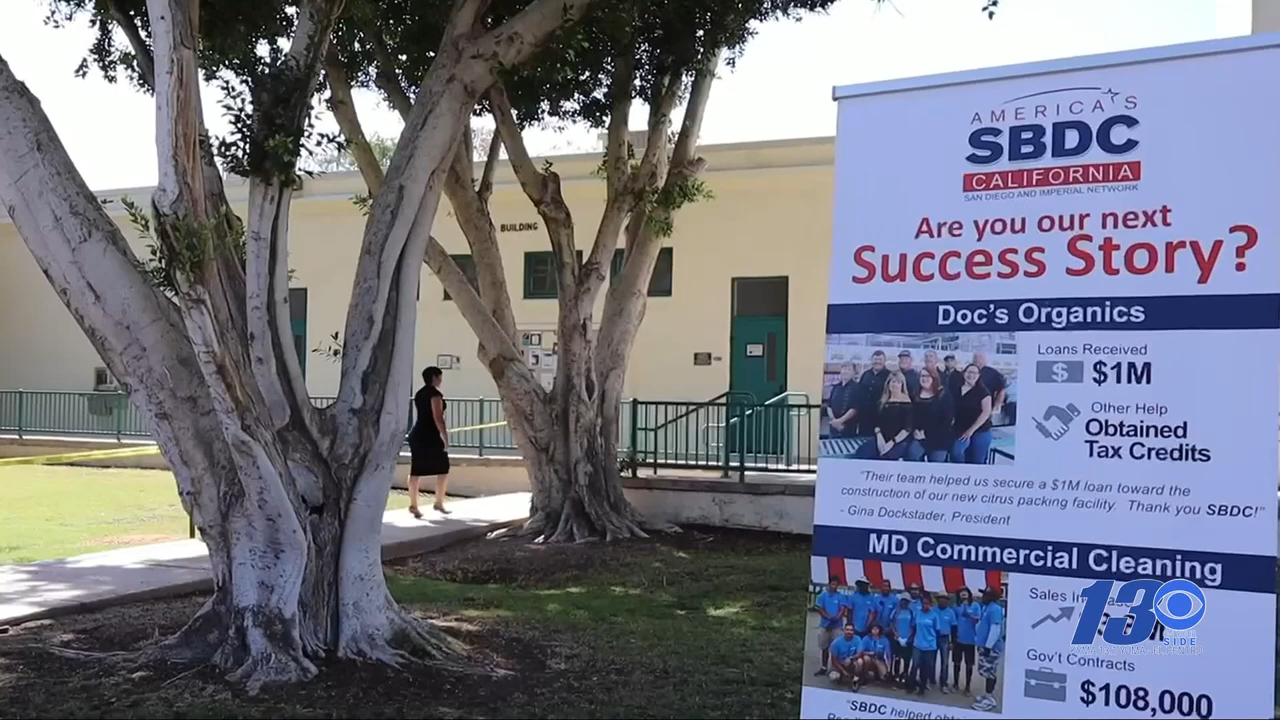 BUILDING
AMERICA'S
SBDC
CALIFORNIA
SAN DIEGO AND IMPERIAL NETWORK
Are you our next
Success Story?
Doc's Organics
Loans Received
$ $1M
Other Help
Obtained
Tax Credits
"Their team helped us secure a $1M loan toward the
construction of our new citrus packing facility. Thank you SBDC!"
- Gina Dockstader, President
MD Commercial Cleaning
Sales
13
SIDE
Gov't Contracts
$108,000
"SBDC helped